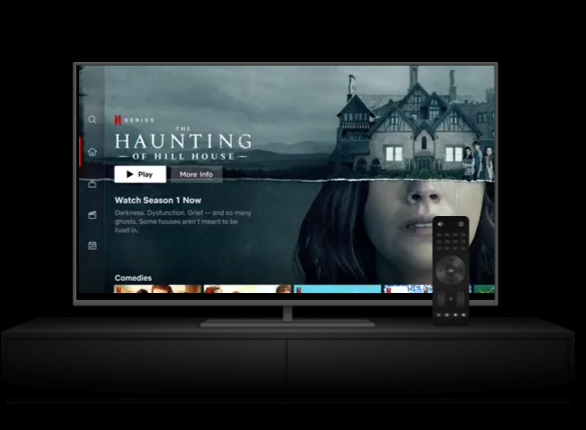 SERIES
THE
HAUNTING
OF HILL HOUSE
Play
More Info
Watch Season 1 Now
Darkness. Dysfunction. Grief -- and so many
ghosts. Some houses aren't meant to be
lived in.
Comedies